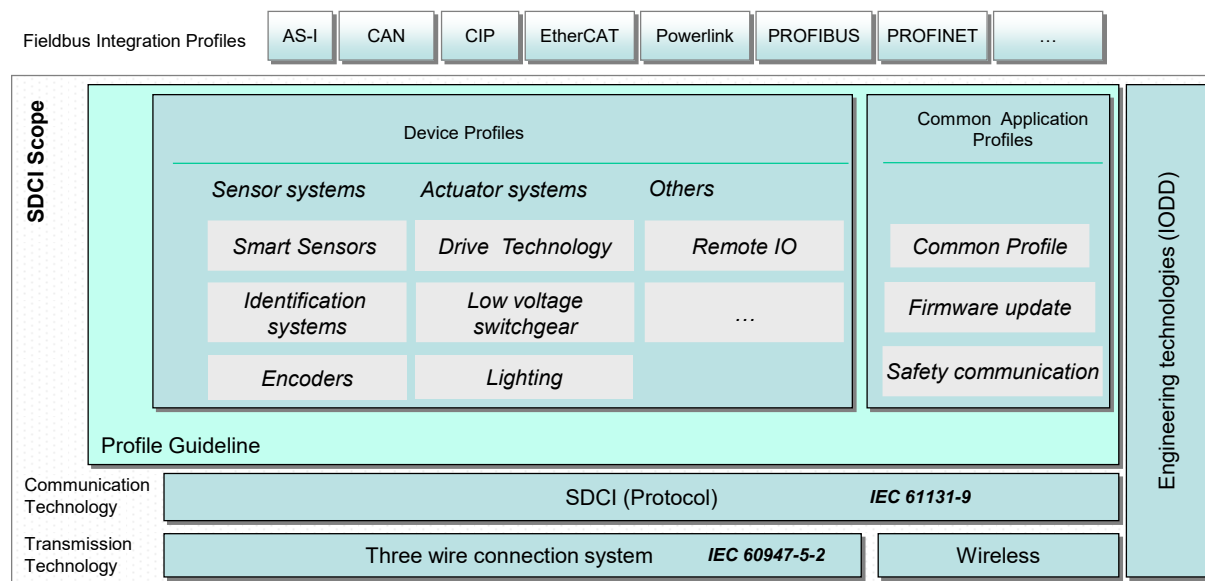 Fieldbus Integration Profiles
AS-I
CAN
CIP
EtherCAT
Powerlink
PROFIBUS
PROFINET
…
SDCI Scope
Device Profiles
Common Application
Profiles
Sensor systems
Actuator systems
Others
Smart Sensors
Drive Technology
Remote IO
Common Profile
Identification
systems
Low voltage
switchgear
…
Firmware update
Encoders
Lighting
Safety communication
Profile Guideline
Engineering technologies (IODD)
Communication
Technology
SDCI (Protocol)
IEC 61131-9
Transmission
Technology
Three wire connection system
IEC 60947-5-2
Wireless